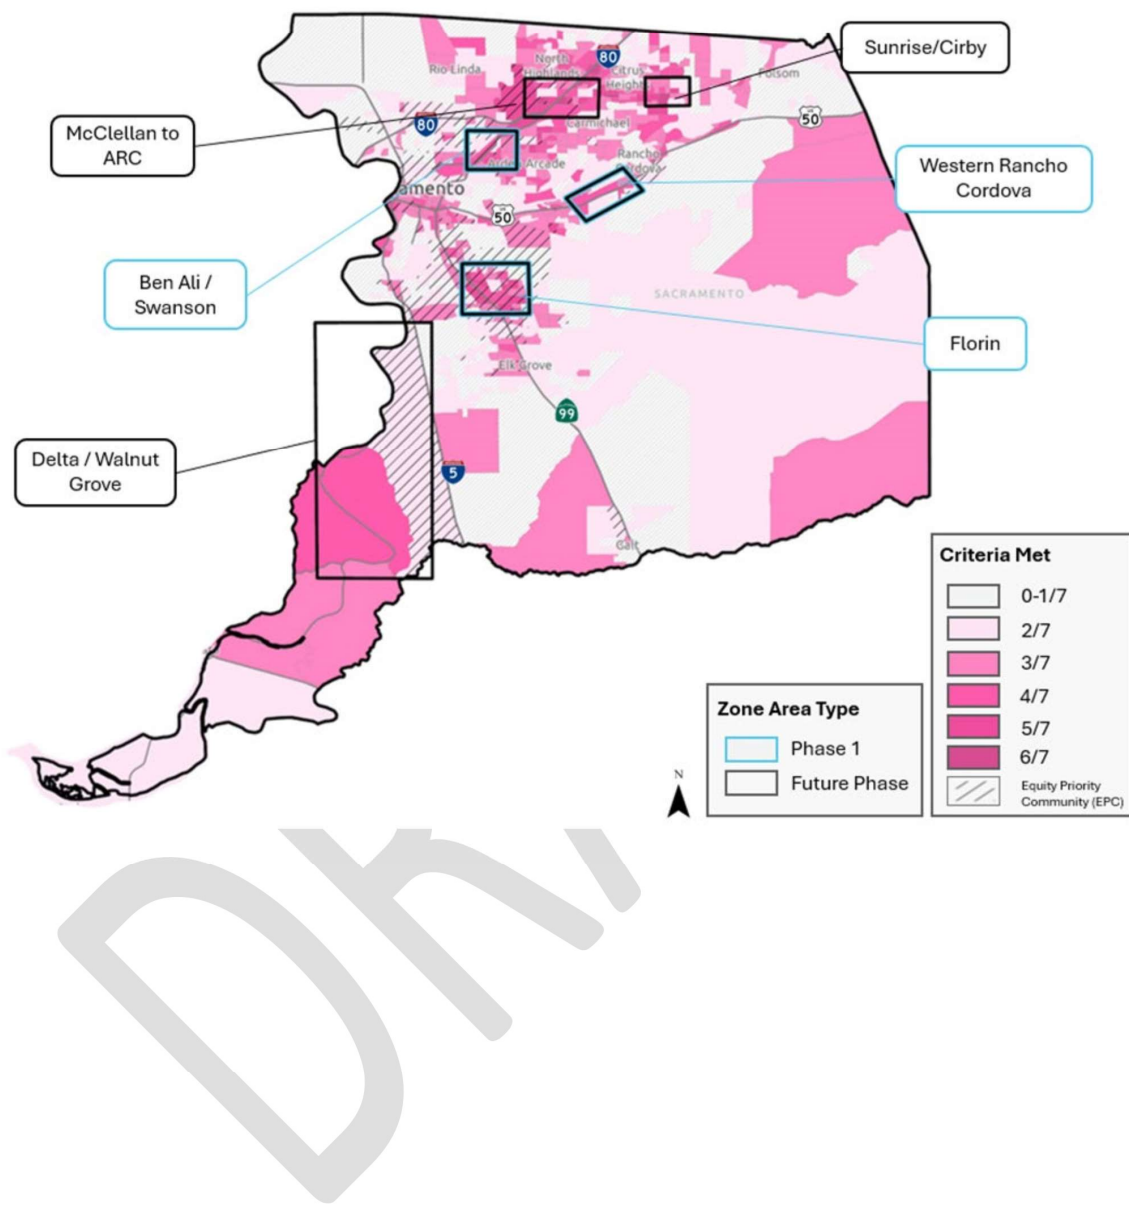 Sunrise/Cirby
80
Rio Linda
North
Highlands
Citrus
Heights
Folsom
50
McClellan to
ARC
80
Carmichael
Arden Arcade
Rancho
Cordova
Western Rancho
Cordova
amento
50
Ben Ali /
Swanson
SACRAMENTO
Florin
Elk Grove
99
Delta / Walnut
Grove
5
Galt
Criteria Met
0-1/7
2/7
3/7
4/7
5/7
6/7
Equity Priority
Community (EPC)
Zone Area Type
Phase 1
Future Phase
N